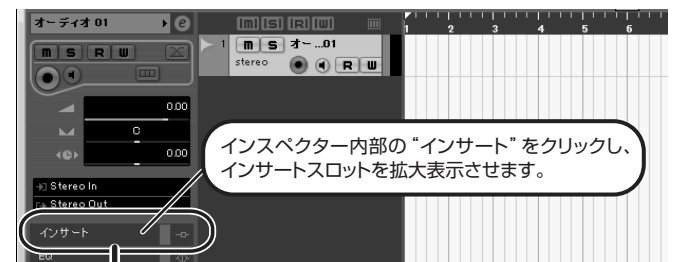 オーディオ 01 e
m S R W
1 m S オー...01
stereo R W
m S R W
1 2 3 4 5 6
0.00
C
0.00
Stereo In
Stereo Out
インサート
EQ
インスペクター内部の“インサート”をクリックし、
インサートスロットを拡大表示させます。